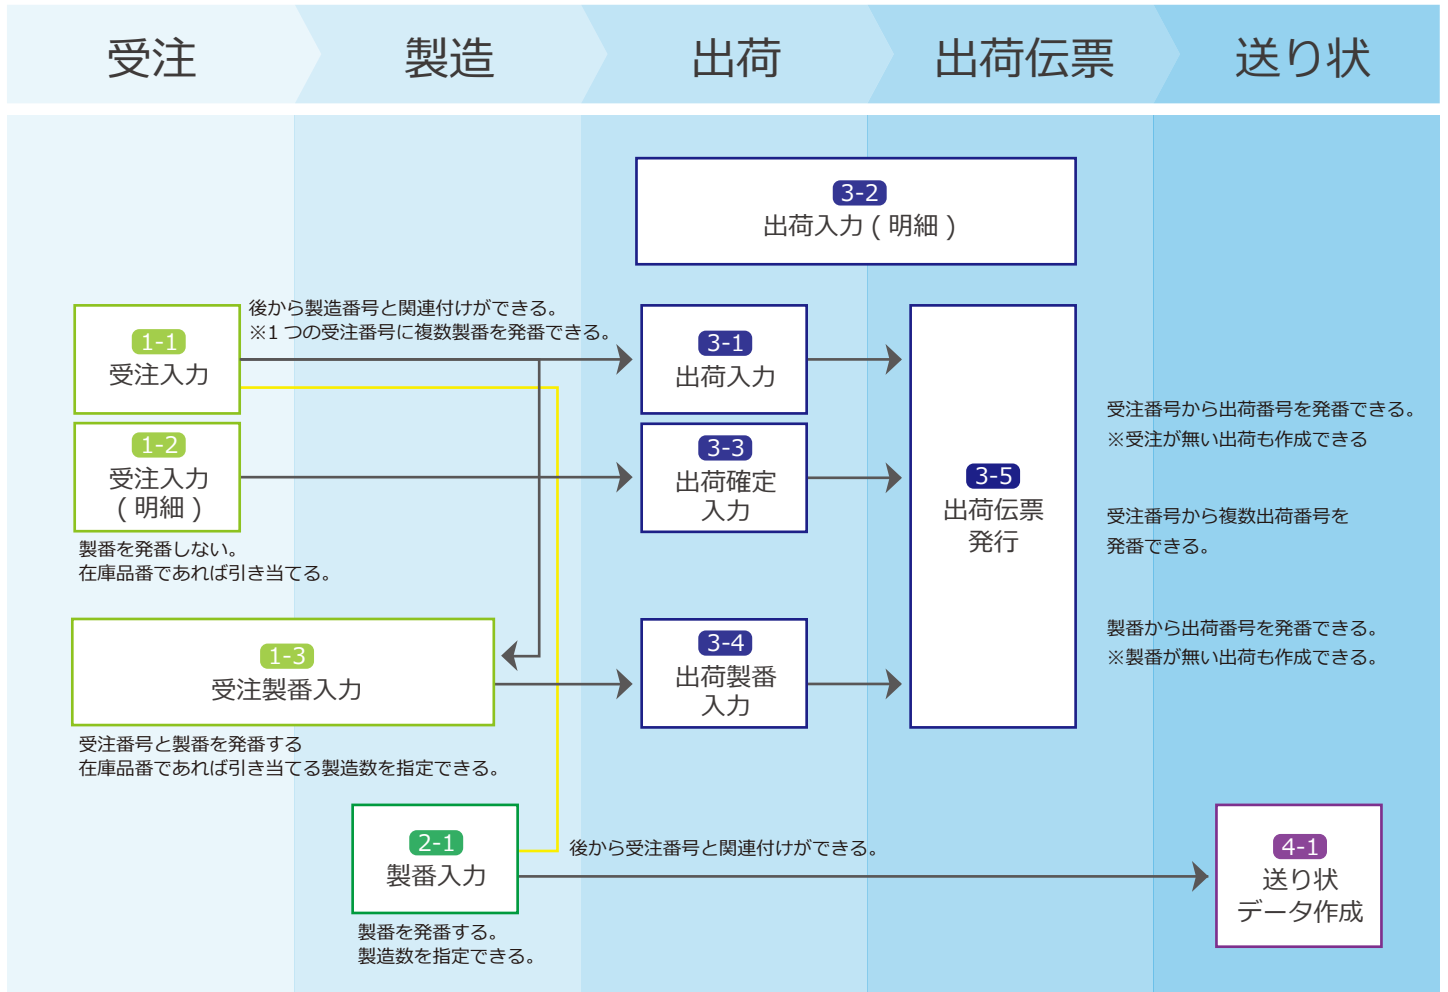 受注
製造
出荷
出荷伝票
送り状
3-2
出荷入力 ( 明細 )
後から製造番号と関連付けができる。
※1 つの受注番号に複数製番を発番できる。
1-1
受注入力
3-1
出荷入力
1-2
受注入力
( 明細 )
製番を発番しない。
在庫品番であれば引き当てる。
3-3
出荷確定
入力
3-5
出荷伝票
発行
受注番号から出荷番号を発番できる。
※受注が無い出荷も作成できる
受注番号から複数出荷番号を
発番できる。
製番から出荷番号を発番できる。
※製番が無い出荷も作成できる。
1-3
受注製番入力
受注番号と製番を発番する
在庫品番であれば引き当てる製造数を指定できる。
3-4
出荷製番
入力
2-1
製番入力
製番を発番する。
製造数を指定できる。
後から受注番号と関連付けができる。
4-1
送り状
データ作成